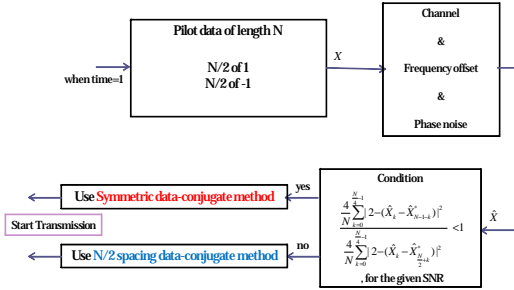 Pilot data of length N
N/2 of 1
N/2 of -1
when time=1
X
Channel
&
Frequency offset
&
Phase noise
Condition
\frac{\frac{4}{N}\sum_{k=0}^{\frac{N}{4}-1}|2-(\hat{X}_k-\hat{X}^*_{N-1-k})|^2}{\frac{4}{N}\sum_{k=0}^{\frac{N}{4}-1}|2-(\hat{X}_k-\hat{X}^*_{\frac{N}{2}+k})|^2}<1
, for the given SNR
X̂
yes
Use Symmetric data-conjugate method
Start Transmission
no
Use N/2 spacing data-conjugate method